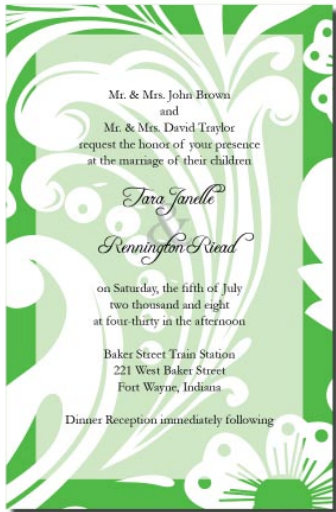 Mr. & Mrs. John Brown
and
Mr. & Mrs. David Traylor
request the honor of your presence
at the marriage of their children
Tara Janelle
&
Rennington Riead
on Saturday, the fifth of July
two thousand and eight
at four-thirty in the afternoon
Baker Street Train Station
221 West Baker Street
Fort Wayne, Indiana
Dinner Reception immediately following